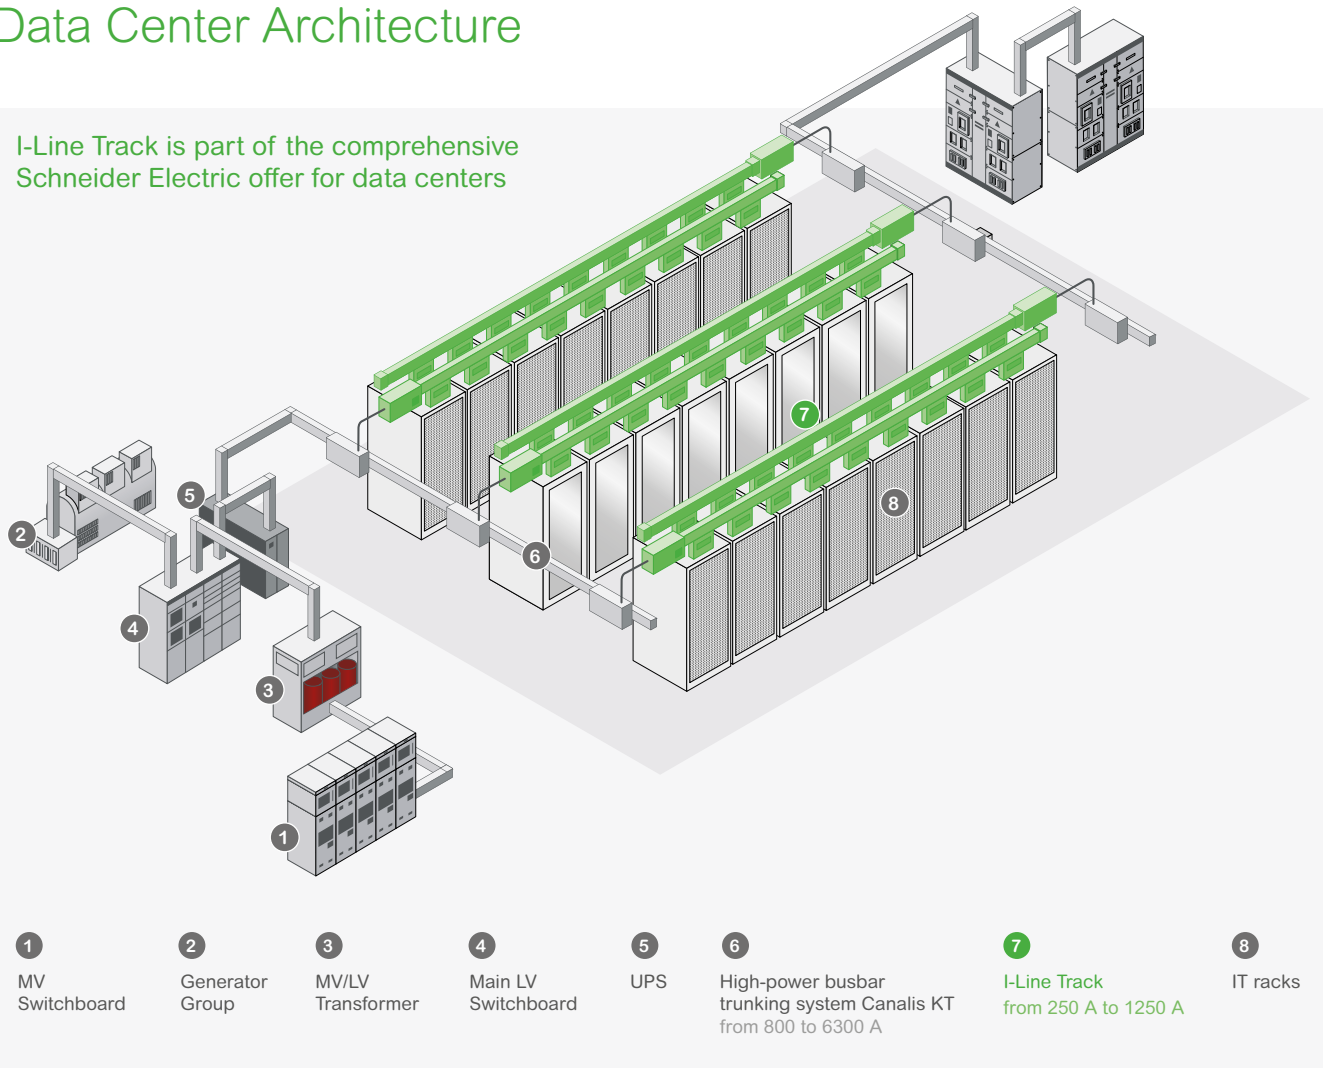 Data Center Architecture
I-Line Track is part of the comprehensive
Schneider Electric offer for data centers
7
5
8
2
6
4
3
1
1
MV
Switchboard
2
Generator
Group
3
MV/LV
Transformer
4
Main LV
Switchboard
5
UPS
6
High-power busbar
trunking system Canalis KT
from 800 to 6300 A
7
I-Line Track
from 250 A to 1250 A
8
IT racks